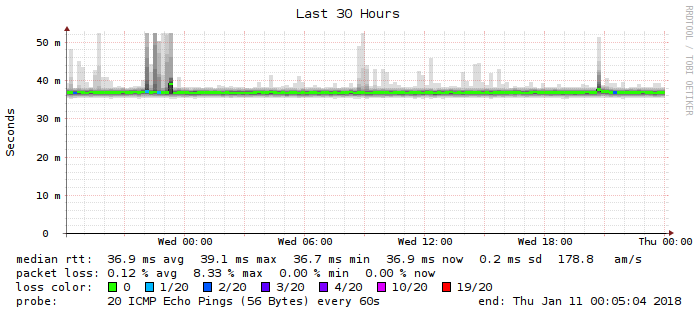 Last 30 Hours
RRDTOOL / TOBI OETIKER
Seconds
50 m
40 m
30 m
20 m
10 m
0
Wed 00:00 Wed 06:00 Wed 12:00 Wed 18:00 Thu 00:00
median rtt: 36.9 ms avg 39.1 ms max 36.7 ms min 36.9 ms now 0.2 ms sd 178.8 am/s
packet loss: 0.12 % avg 8.33 % max 0.00 % min 0.00 % now
loss color: 0 1/20 2/20 3/20 4/20 10/20 19/20
probe: 20 ICMP Echo Pings (56 Bytes) every 60s end: Thu Jan 11 00:05:04 2018